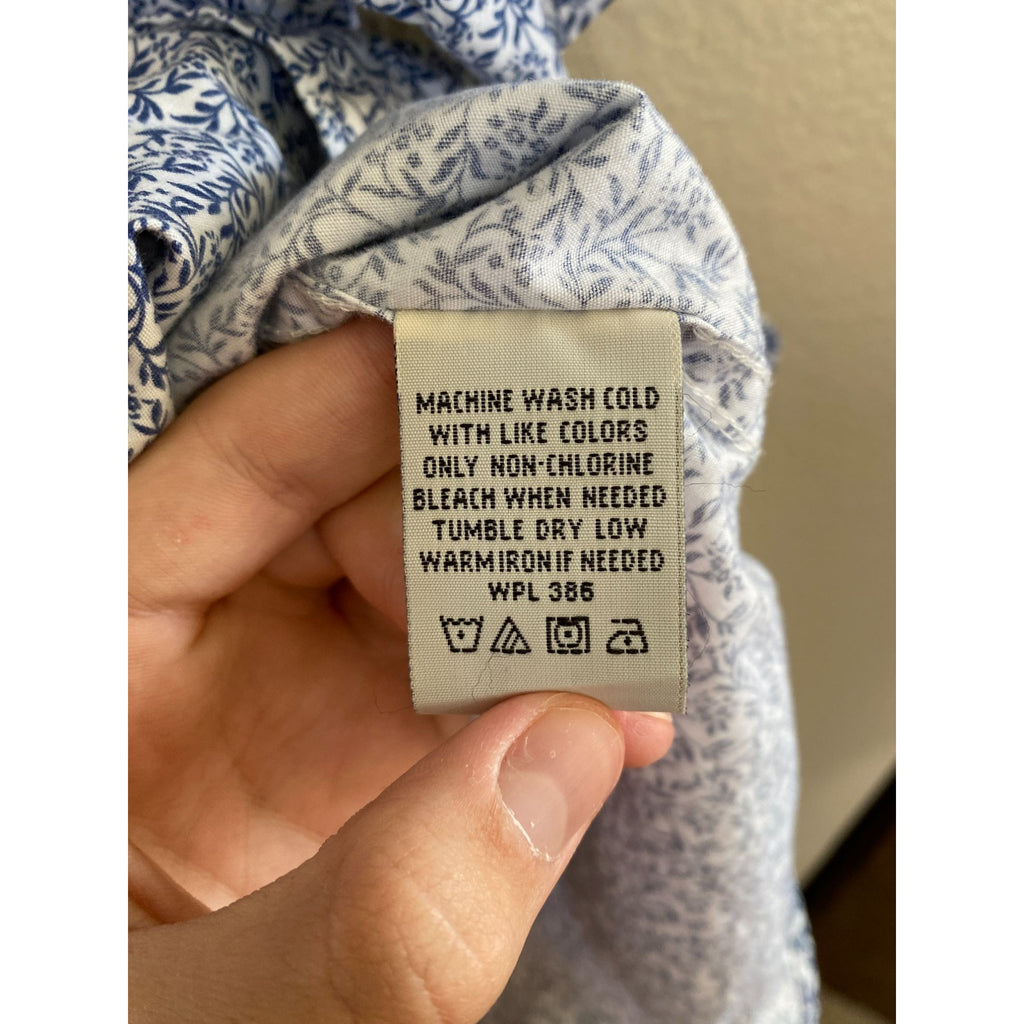 MACHINE WASH COLD
WITH LIKE COLORS
ONLY NON-CHLORINE
BLEACH WHEN NEEDED
TUMBLE DRY LOW
WARM IRON IF NEEDED
WPL 386